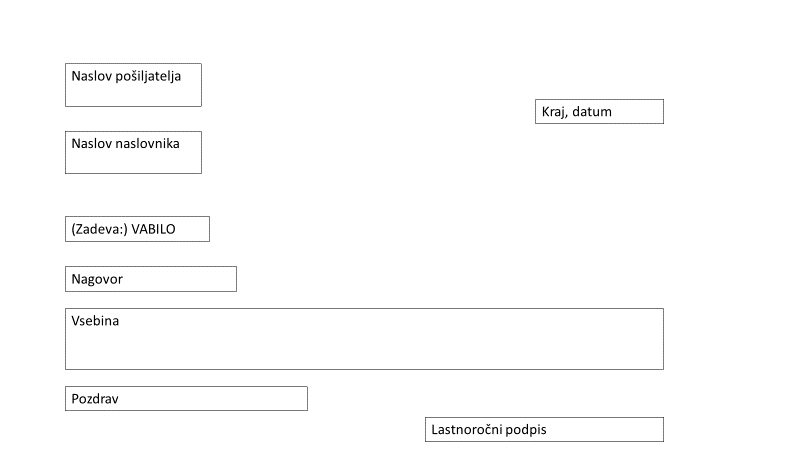 Naslov pošiljatelja
Kraj, datum
Naslov naslovnika
(Zadeva:) VABILO
Nagovor
Vsebina
Pozdrav
Lastnoročni podpis